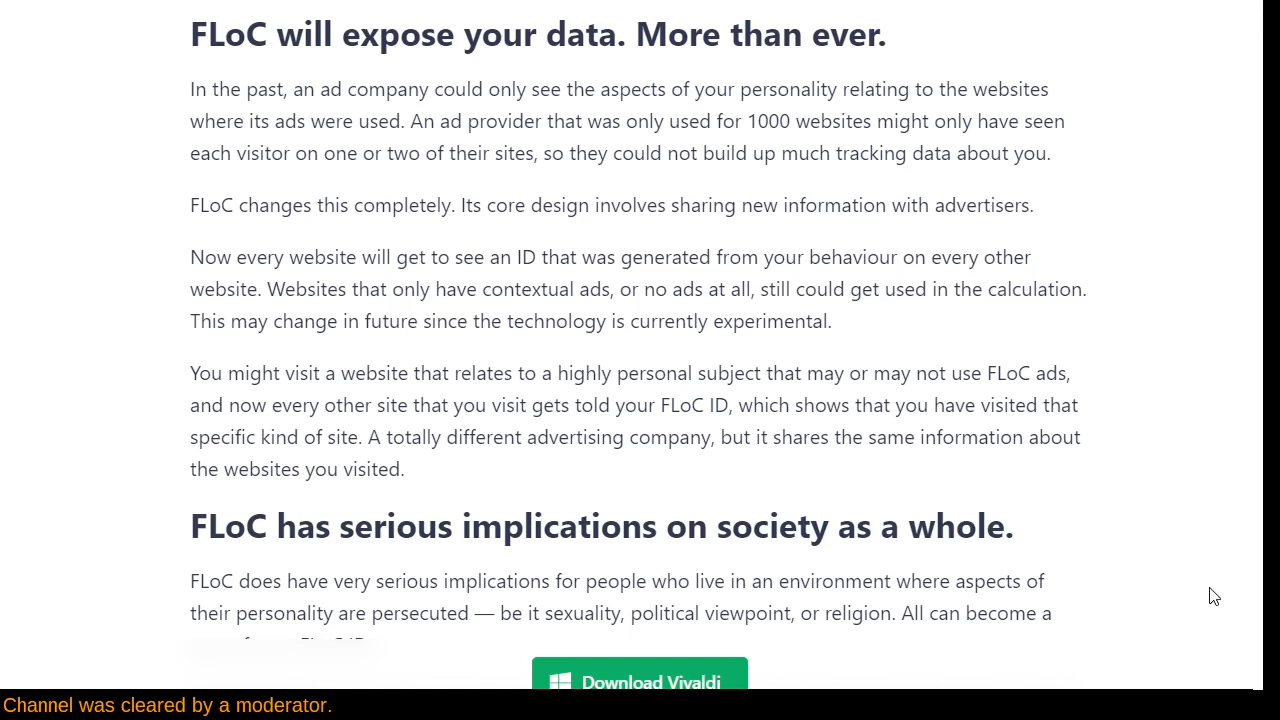 FLoC will expose your data. More than ever.
In the past, an ad company could only see the aspects of your personality relating to the websites
where its ads were used. An ad provider that was only used for 1000 websites might only have seen
each visitor on one or two of their sites, so they could not build up much tracking data about you.
FLoC changes this completely. Its core design involves sharing new information with advertisers.
Now every website will get to see an ID that was generated from your behaviour on every other
website. Websites that only have contextual ads, or no ads at all, still could get used in the calculation.
This may change in future since the technology is currently experimental.
You might visit a website that relates to a highly personal subject that may or may not use FLoC ads,
and now every other site that you visit gets told your FLoC ID, which shows that you have visited that
specific kind of site. A totally different advertising company, but it shares the same information about
the websites you visited.
FLoC has serious implications on society as a whole.
FLoC does have very serious implications for people who live in an environment where aspects of
their personality are persecuted — be it sexuality, political viewpoint, or religion. All can become a
Download Vivaldi
Channel was cleared by a moderator.